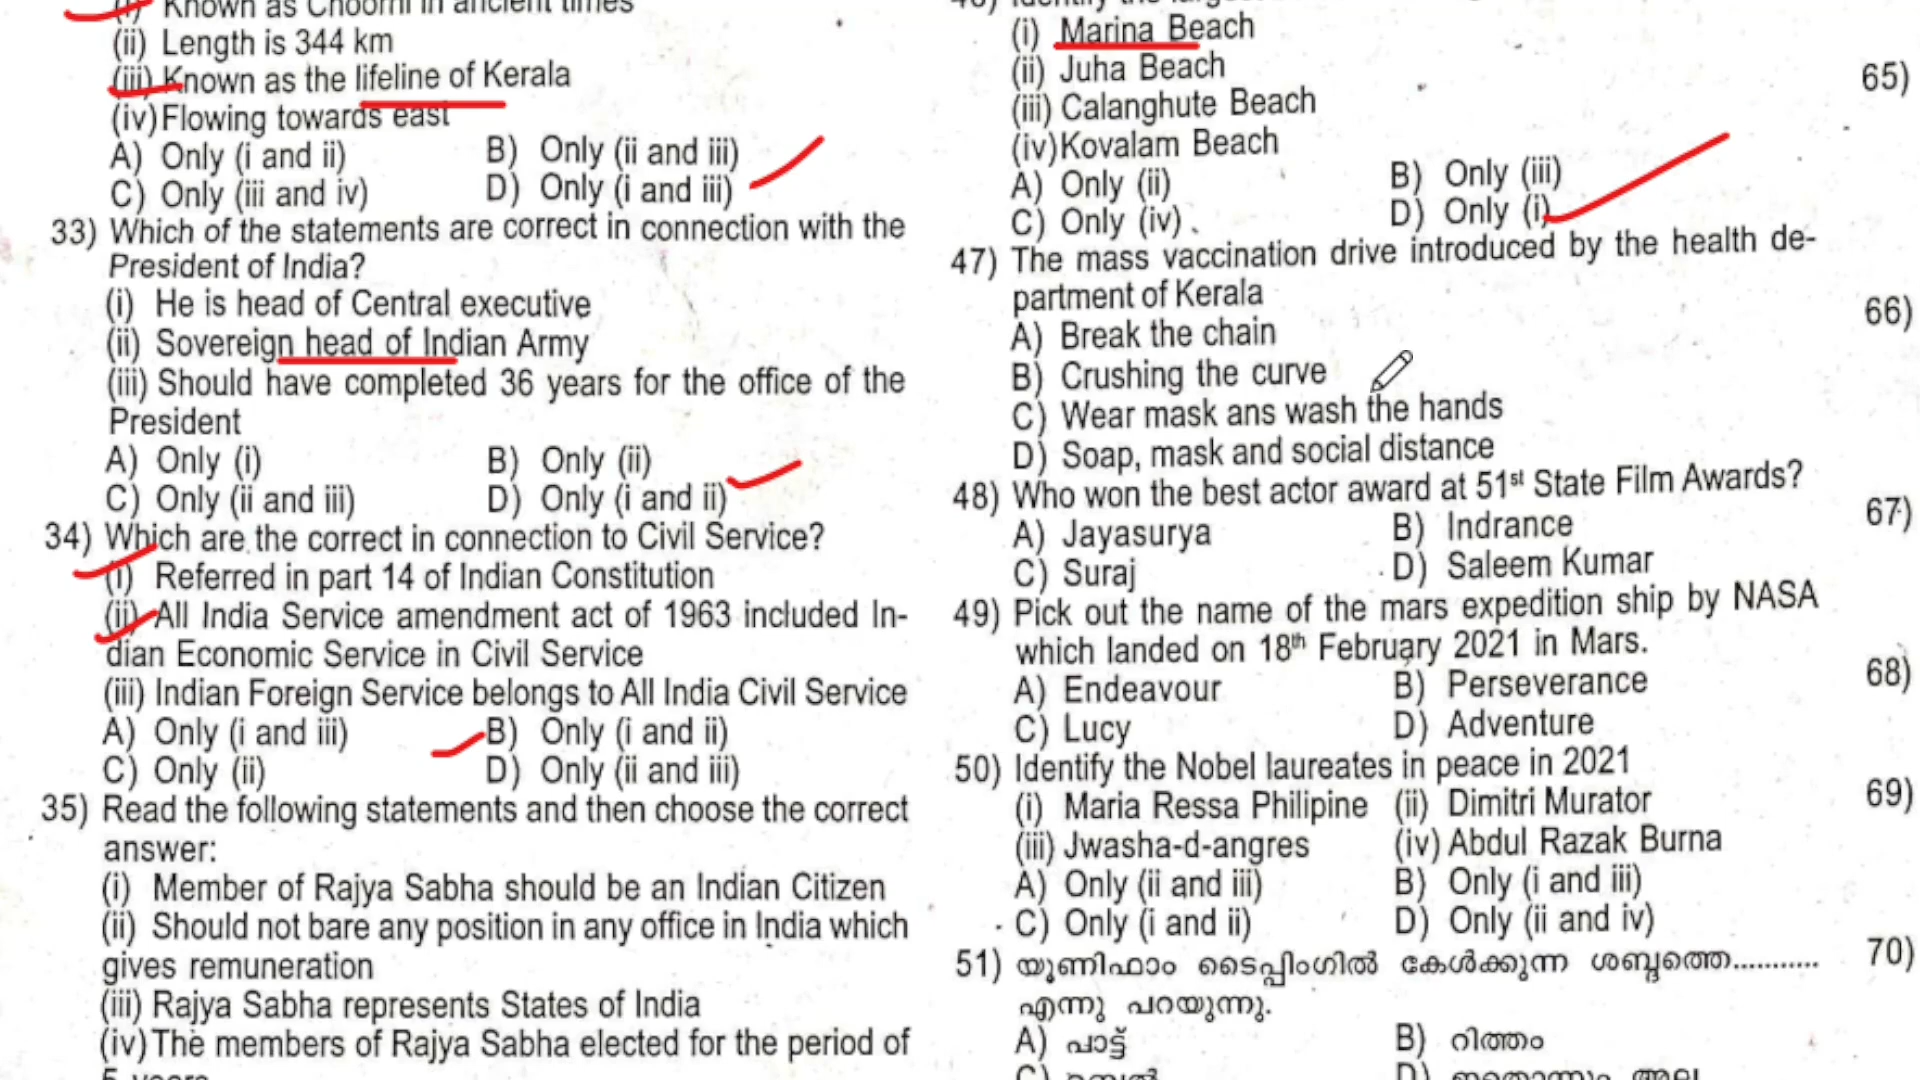 (i) Known as Choorni in ancient times
(ii) Length is 344 km
(iii) Known as the lifeline of Kerala
(iv) Flowing towards east
A) Only (i and ii) B) Only (ii and iii)
C) Only (iii and iv) D) Only (i and iii)
33) Which of the statements are correct in connection with the
President of India?
(i) He is head of Central executive
(ii) Sovereign head of Indian Army
(iii) Should have completed 36 years for the office of the
President
A) Only (i) B) Only (ii)
C) Only (ii and iii) D) Only (i and ii)
34) Which are the correct in connection to Civil Service?
(i) Referred in part 14 of Indian Constitution
(ii) All India Service amendment act of 1963 included In-
dian Economic Service in Civil Service
(iii) Indian Foreign Service belongs to All India Civil Service
A) Only (i and iii) B) Only (i and ii)
C) Only (ii) D) Only (ii and iii)
35) Read the following statements and then choose the correct
answer:
(i) Member of Rajya Sabha should be an Indian Citizen
(ii) Should not bare any position in any office in India which
gives remuneration
(iii) Rajya Sabha represents States of India
(iv) The members of Rajya Sabha elected for the period of
5 years
(i) Marina Beach
(ii) Juha Beach
(iii) Calanghute Beach
(iv) Kovalam Beach
A) Only (ii) B) Only (iii)
C) Only (iv). D) Only (i)
47) The mass vaccination drive introduced by the health de-
partment of Kerala
A) Break the chain
B) Crushing the curve
C) Wear mask ans wash the hands
D) Soap, mask and social distance
48) Who won the best actor award at 51st State Film Awards?
A) Jayasurya B) Indrance
C) Suraj D) Saleem Kumar
49) Pick out the name of the mars expedition ship by NASA
which landed on 18th February 2021 in Mars.
A) Endeavour B) Perseverance
C) Lucy D) Adventure
50) Identify the Nobel laureates in peace in 2021
(i) Maria Ressa Philipine (ii) Dimitri Murator
(iii) Jwasha-d-angres (iv) Abdul Razak Burna
A) Only (ii and iii) B) Only (i and iii)
C) Only (i and ii) D) Only (ii and iv)
51) യൂണിഫാം ടൈപ്പിംഗിൽ കേൾക്കുന്ന ശബ്ദത്തെ...........
എന്നു പറയുന്നു.
A) പാട്ട് B) റിത്തം
65)
66)
67)
68)
69)
70)